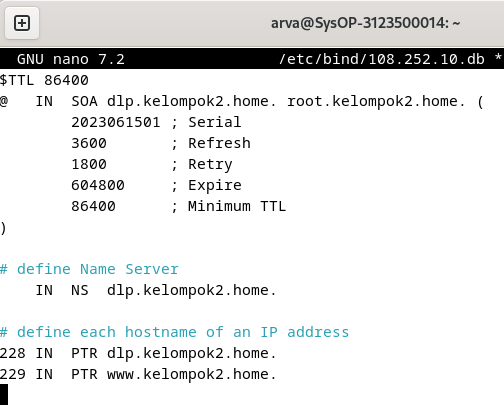 arva@SysOP-3123500014: ~
GNU nano 7.2 /etc/bind/108.252.10.db *
$TTL 86400
@ IN SOA dlp.kelompok2.home. root.kelompok2.home. (
2023061501 ; Serial
3600 ; Refresh
1800 ; Retry
604800 ; Expire
86400 ; Minimum TTL
)
# define Name Server
IN NS dlp.kelompok2.home.
# define each hostname of an IP address
228 IN PTR dlp.kelompok2.home.
229 IN PTR www.kelompok2.home.